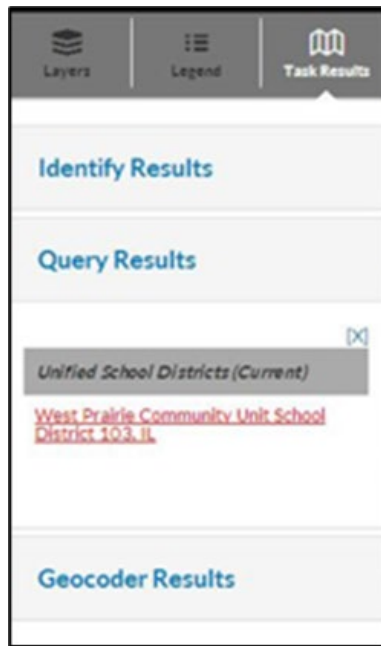 Layers
Legend
Task Results
Identify Results
Query Results
[X]
Unified School Districts (Current)
West Prairie Community Unit School
District 103, IL
Geocoder Results